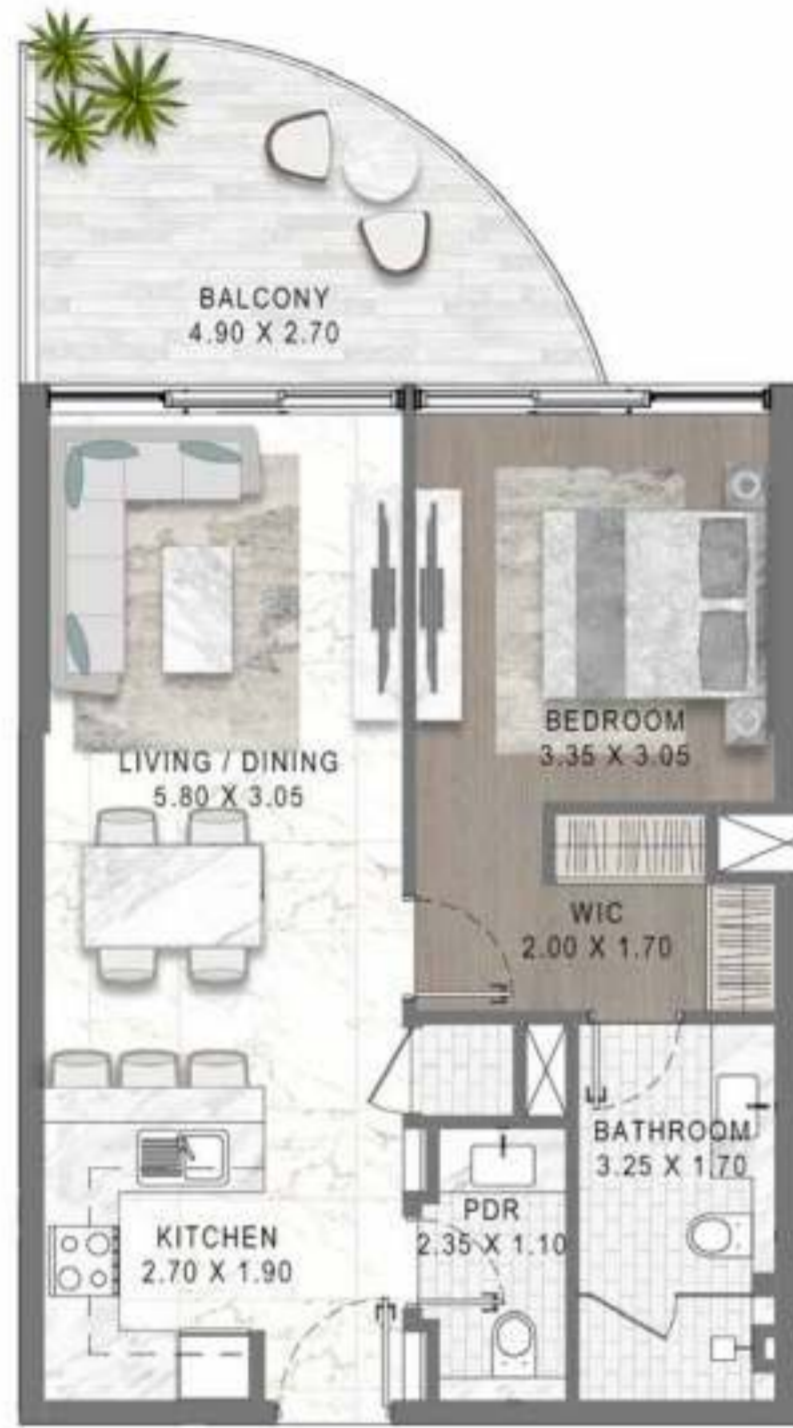 BALCONY
4.90 X 2.70
BEDROOM
3.35 X 3.05
LIVING / DINING
5.80 X 3.05
WIC
2.00 X 1.70
BATHROOM
3.25 X 1.70
PDR
2.35 X 1.10
KITCHEN
2.70 X 1.90